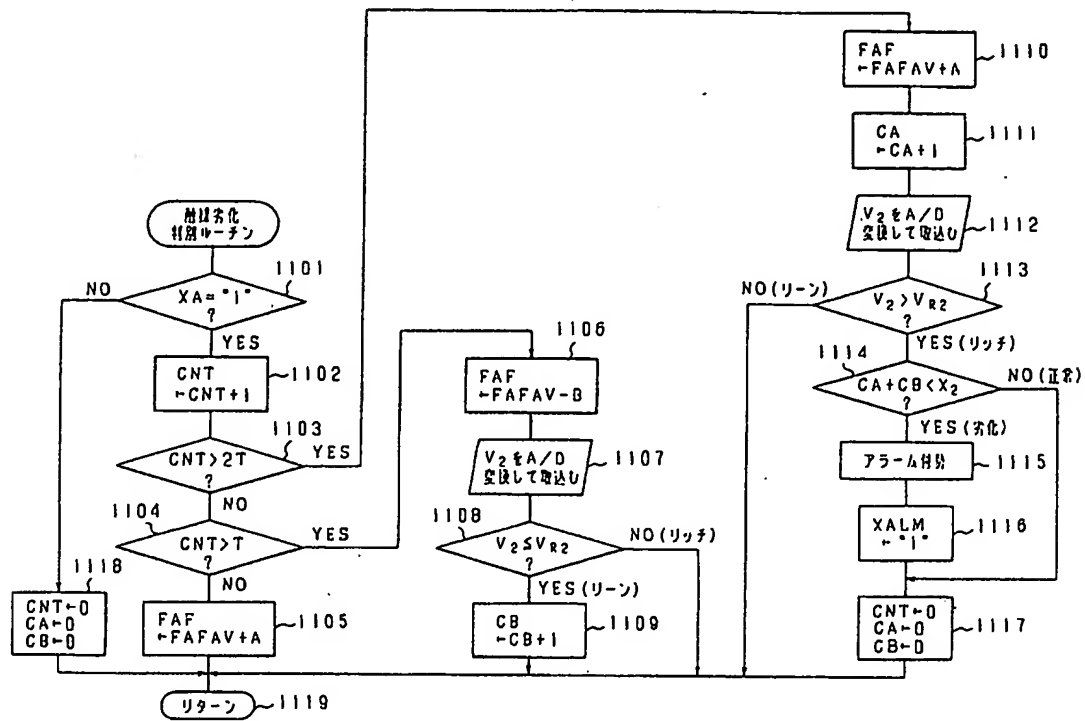 触媒劣化
判別ルーチン
1101
XA="1"
?
NO
YES
CNT
←CNT+1
1102
1103
CNT>2T
?
YES
NO
1104
CNT>T
?
YES
NO
1118
CNT←0
CA←0
CB←0
FAF
←FAFAV+A
1105
リターン
1119
1106
FAF
←FAFAV-B
V2をA/D
変換して取込む
1107
1108
V2≦VR2
?
NO(リッチ)
YES(リーン)
CB
←CB+1
1109
FAF
←FAFAV+A
1110
CA
←CA+1
1111
V2をA/D
変換して取込む
1112
1113
NO(リーン)
V2>VR2
?
YES(リッチ)
1114
CA+CB<X2
?
NO(正常)
YES(劣化)
アラーム付勢
1115
XALM
←"1"
1116
CNT←0
CA←0
CB←0
1117